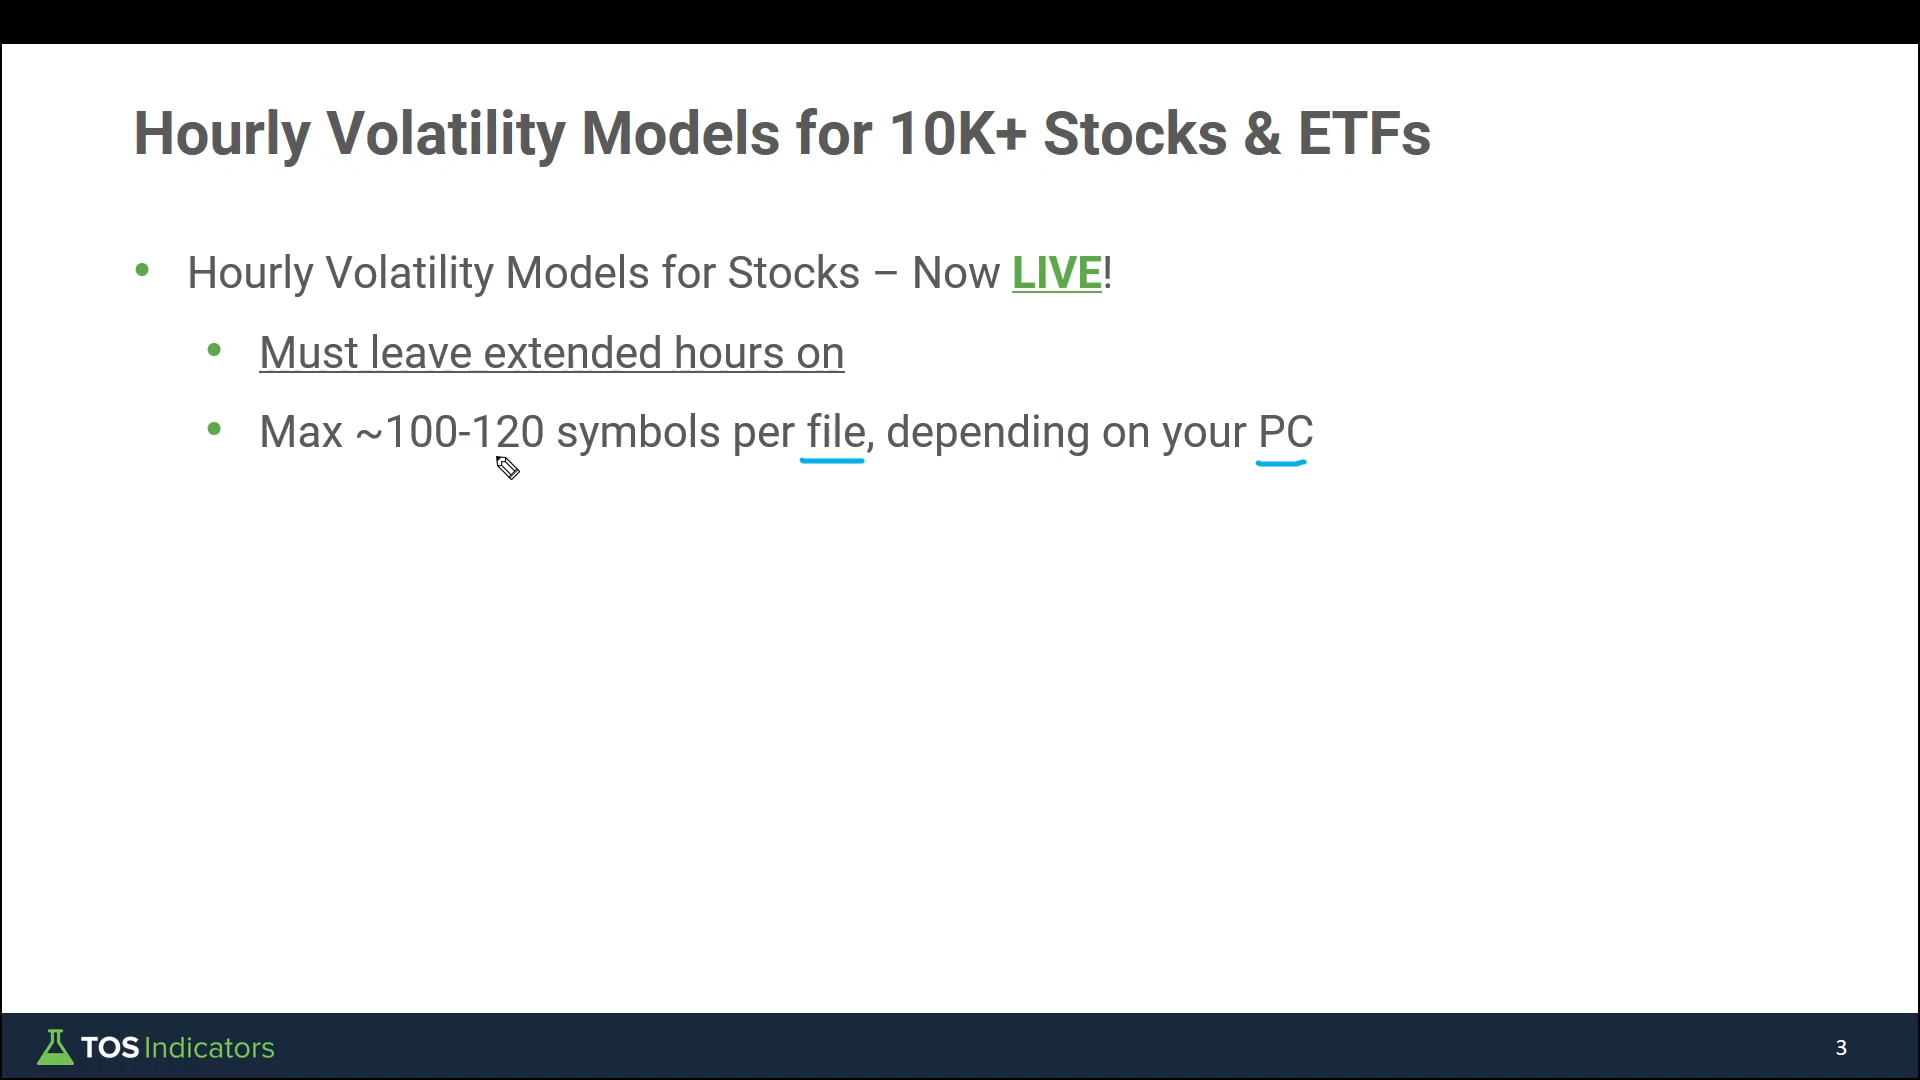 Hourly Volatility Models for 10K+ Stocks & ETFs
• Hourly Volatility Models for Stocks – Now LIVE!
• Must leave extended hours on
• Max ~100-120 symbols per file, depending on your PC
TOS Indicators
3